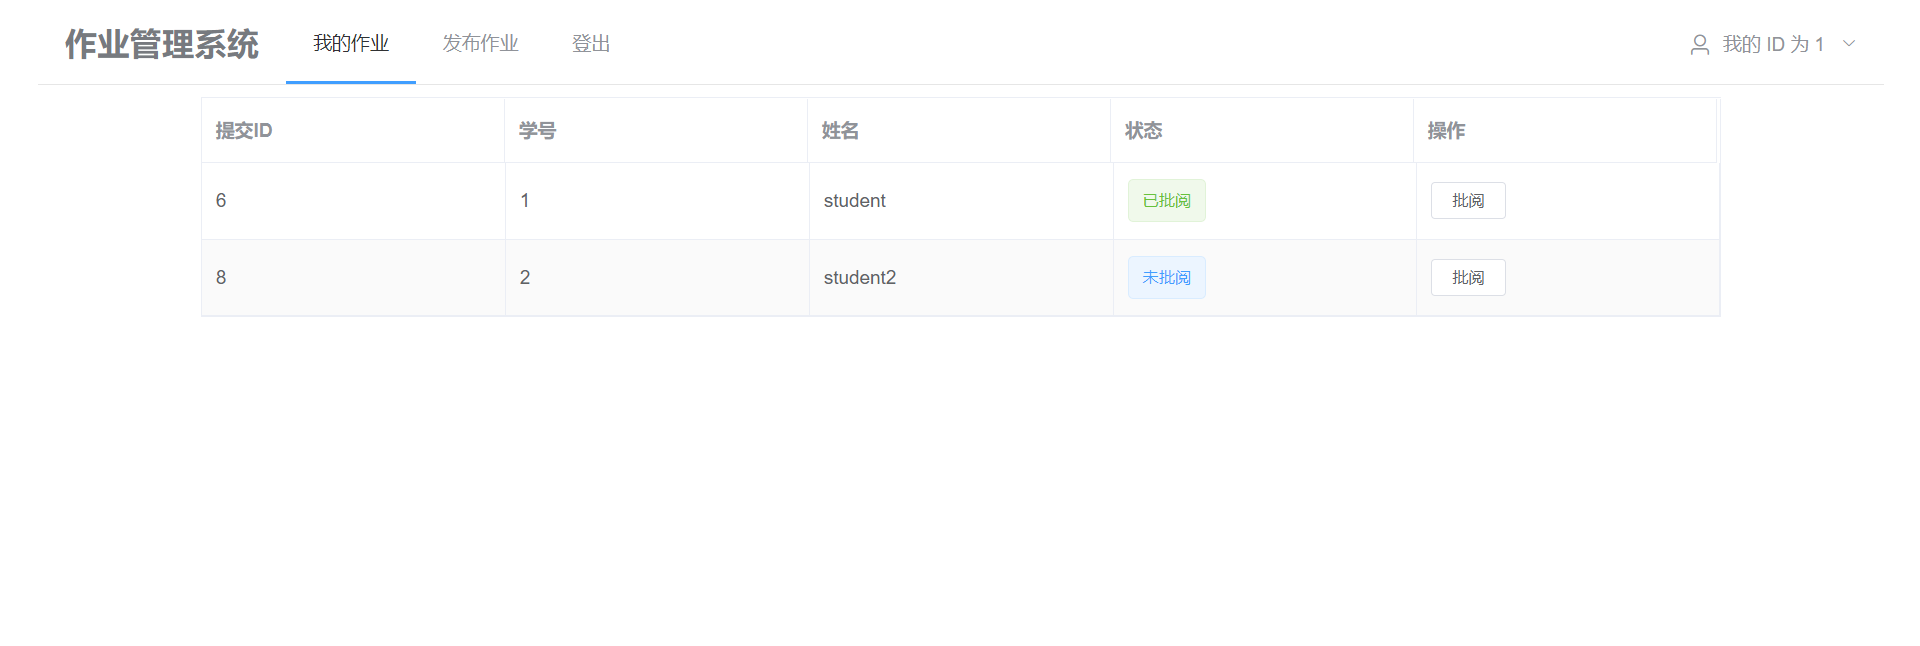 作业管理系统 我的作业 发布作业 登出 我的 ID 为 1
提交ID 学号 姓名 状态 操作
6 1 student 已批阅 批阅
8 2 student2 未批阅 批阅